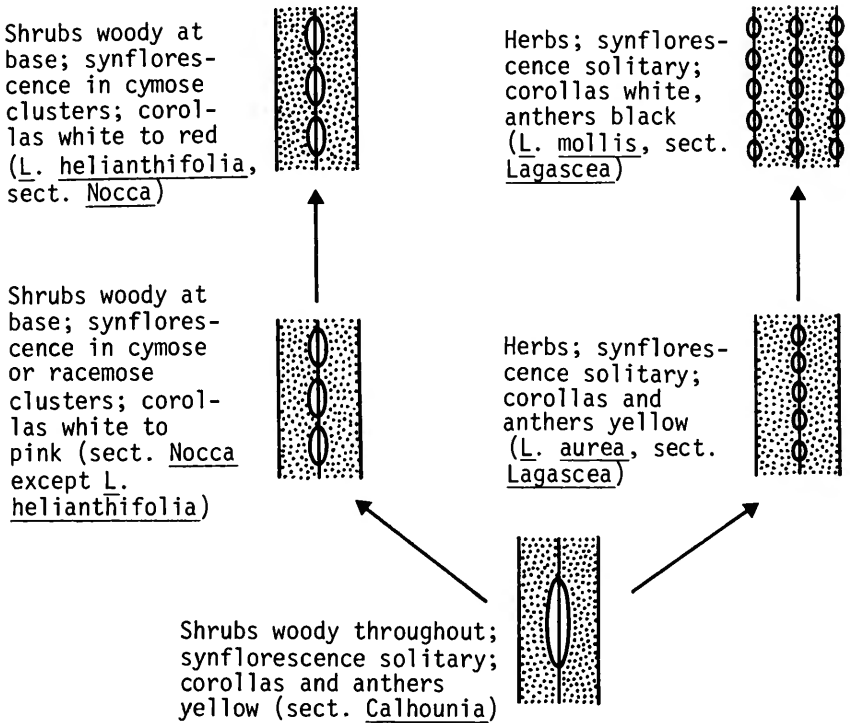 Shrubs woody at
base; synflores-
cence in cymose
clusters; corol-
las white to red
(L. helianthifolia,
sect. Nocca)
Herbs; synflores-
cence solitary;
corollas white,
anthers black
(L. mollis, sect.
Lagascea)
Shrubs woody at
base; synflores-
cence in cymose
or racemose
clusters; corol-
las white to
pink (sect. Nocca
except L.
helianthifolia)
Herbs; synflores-
cence solitary;
corollas and
anthers yellow
(L. aurea, sect.
Lagascea)
Shrubs woody throughout;
synflorescence solitary;
corollas and anthers
yellow (sect. Calhounia)